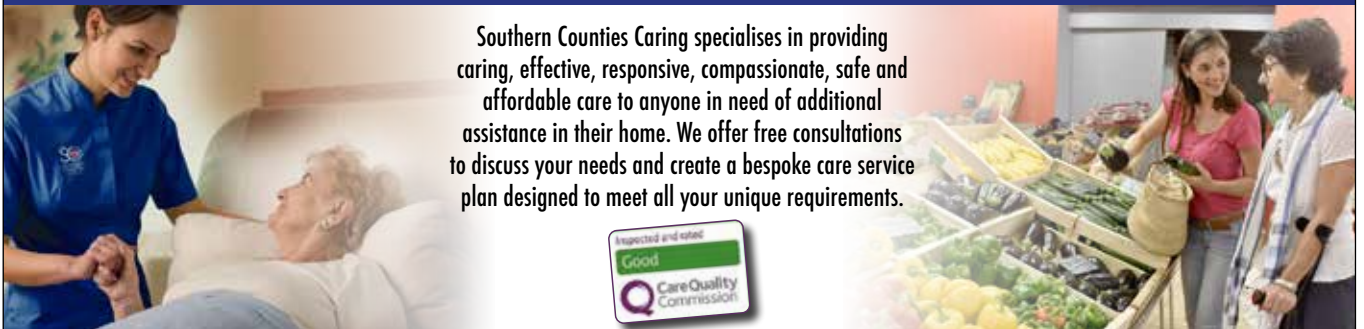 Southern Counties Caring specialises in providing
caring, effective, responsive, compassionate, safe and
affordable care to anyone in need of additional
assistance in their home. We offer free consultations
to discuss your needs and create a bespoke care service
plan designed to meet all your unique requirements.
Inspected and rated
Good
CareQuality
Commission